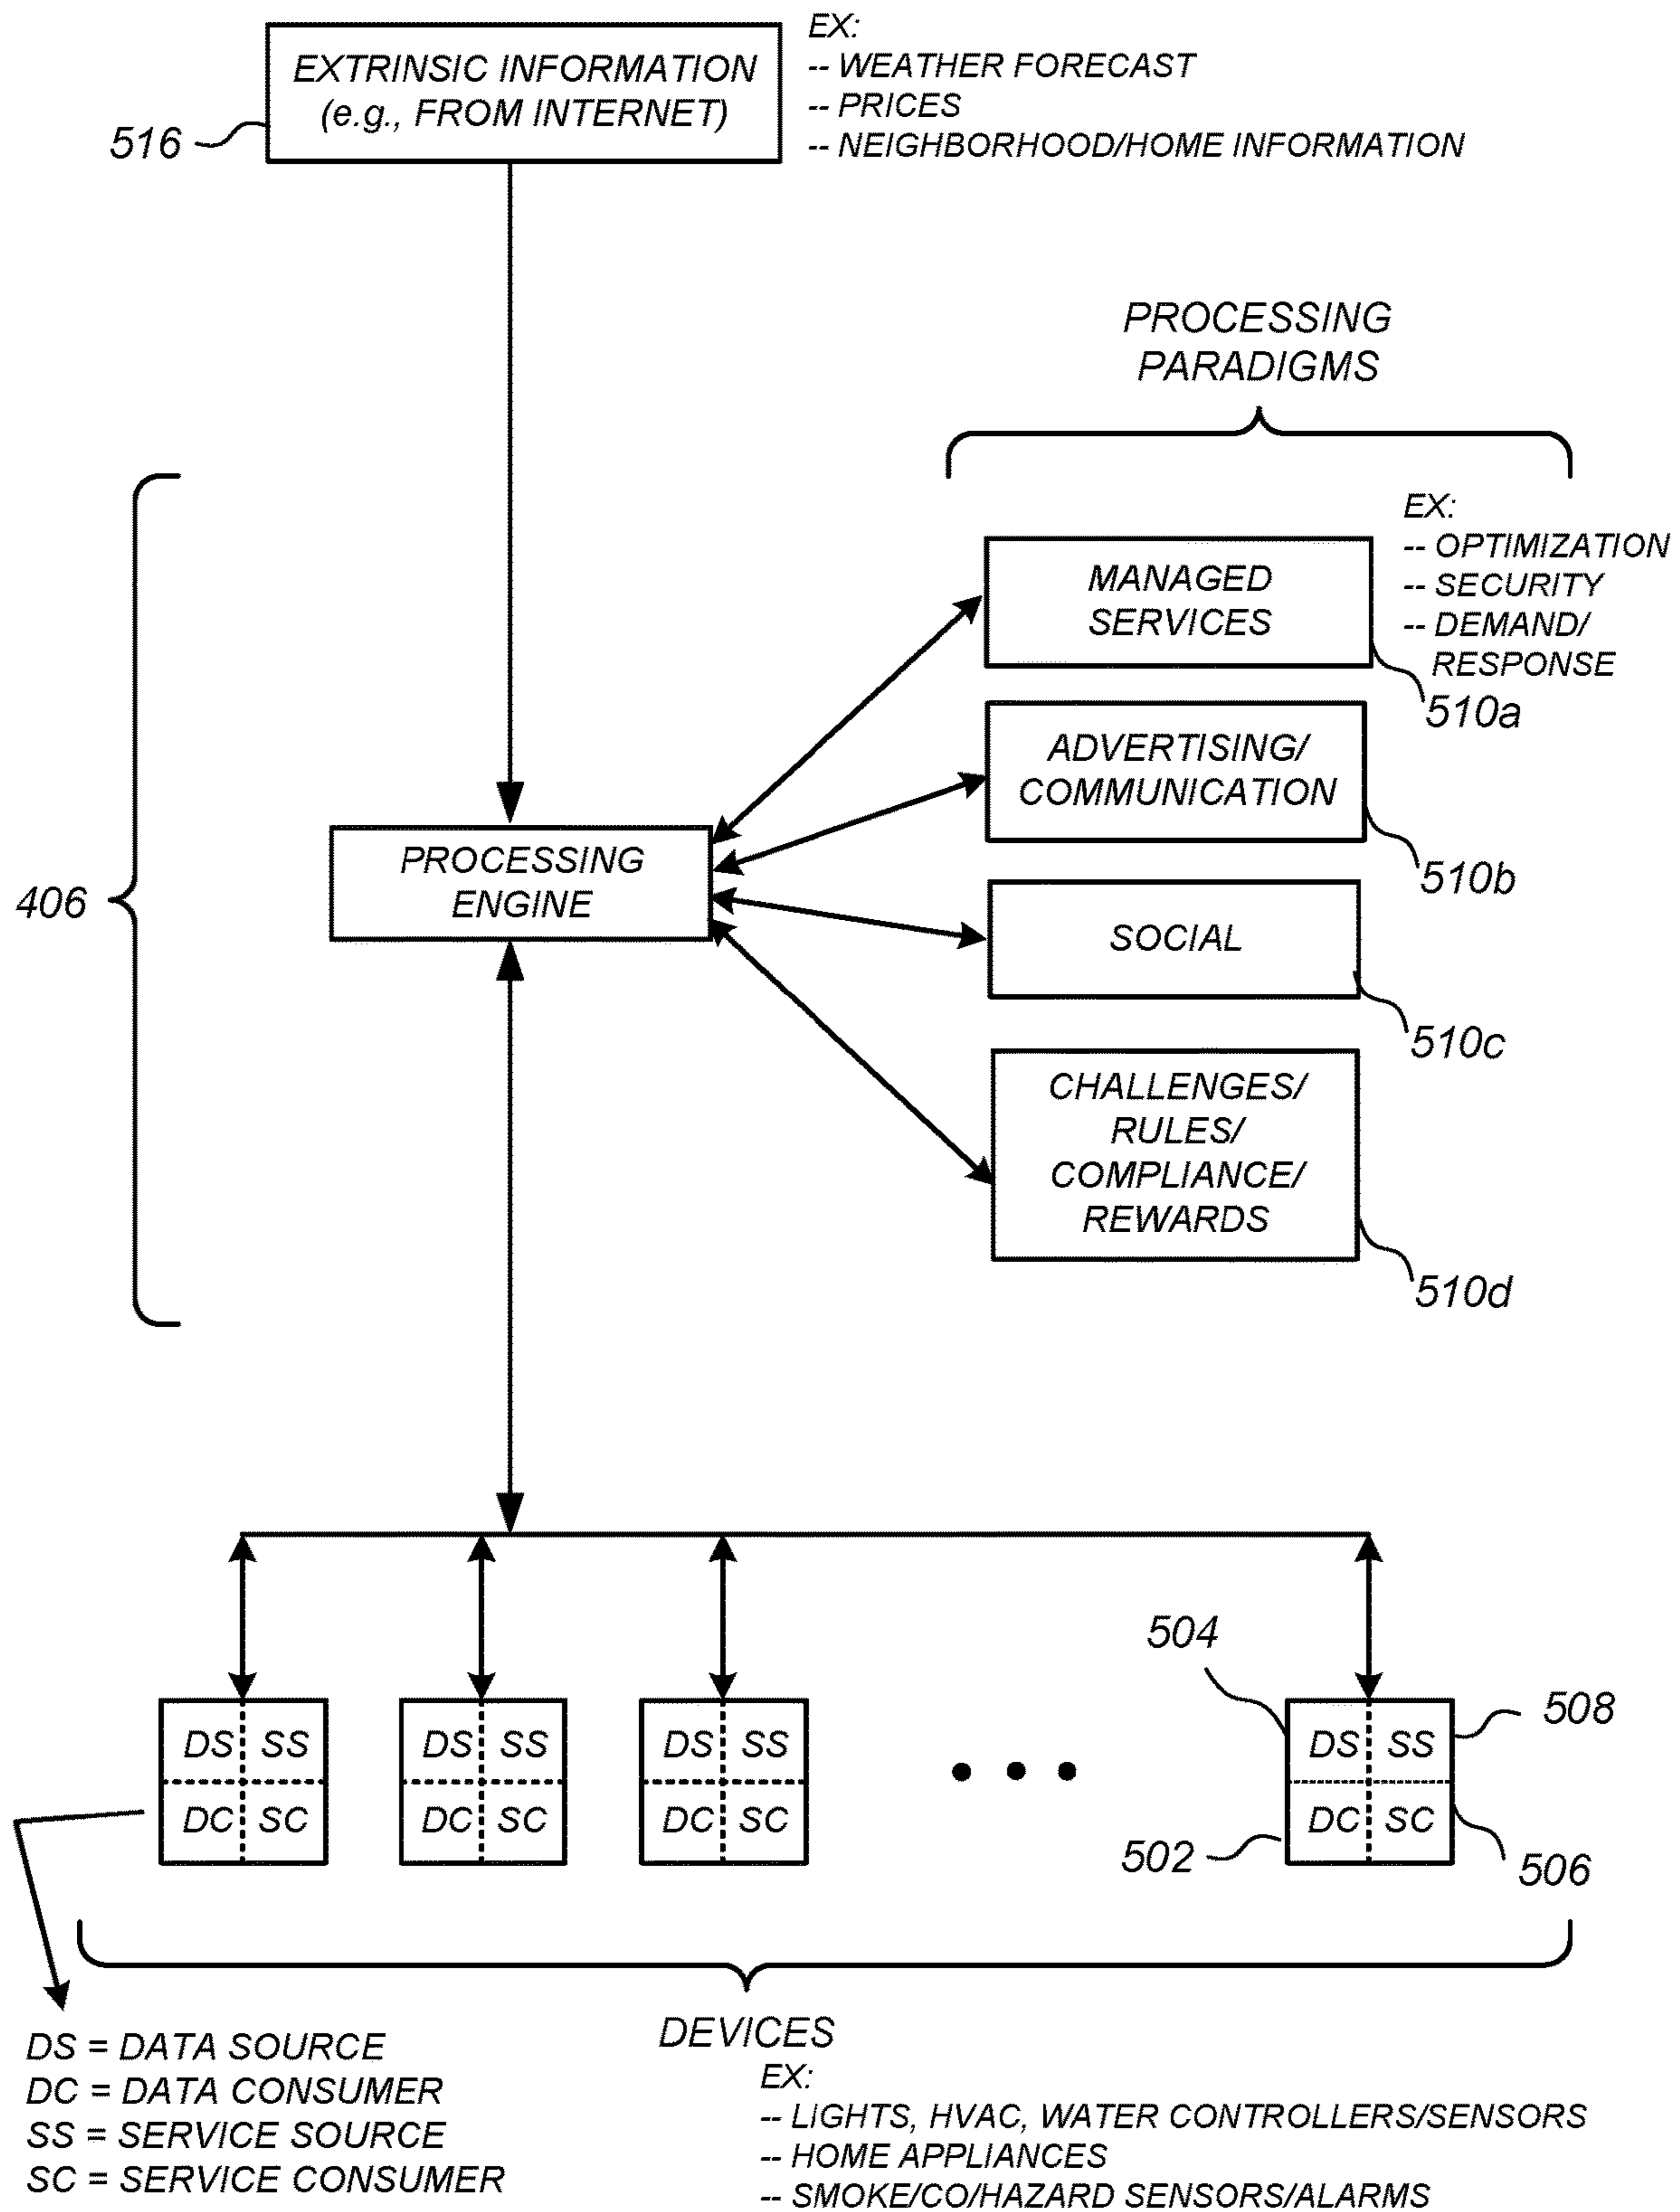 EXTRINSIC INFORMATION
(e.g., FROM INTERNET)
516
EX:
-- WEATHER FORECAST
-- PRICES
-- NEIGHBORHOOD/HOME INFORMATION
PROCESSING
PARADIGMS
EX:
-- OPTIMIZATION
-- SECURITY
-- DEMAND/
RESPONSE
MANAGED
SERVICES
510a
ADVERTISING/
COMMUNICATION
510b
406
PROCESSING
ENGINE
SOCIAL
510c
CHALLENGES/
RULES/
COMPLIANCE/
REWARDS
510d
504
508
DS SS
DC SC
DS SS
DC SC
DS SS
DC SC
DS SS
DC SC
502
506
DS = DATA SOURCE
DC = DATA CONSUMER
SS = SERVICE SOURCE
SC = SERVICE CONSUMER
DEVICES
EX:
-- LIGHTS, HVAC, WATER CONTROLLERS/SENSORS
-- HOME APPLIANCES
-- SMOKE/CO/HAZARD SENSORS/ALARMS